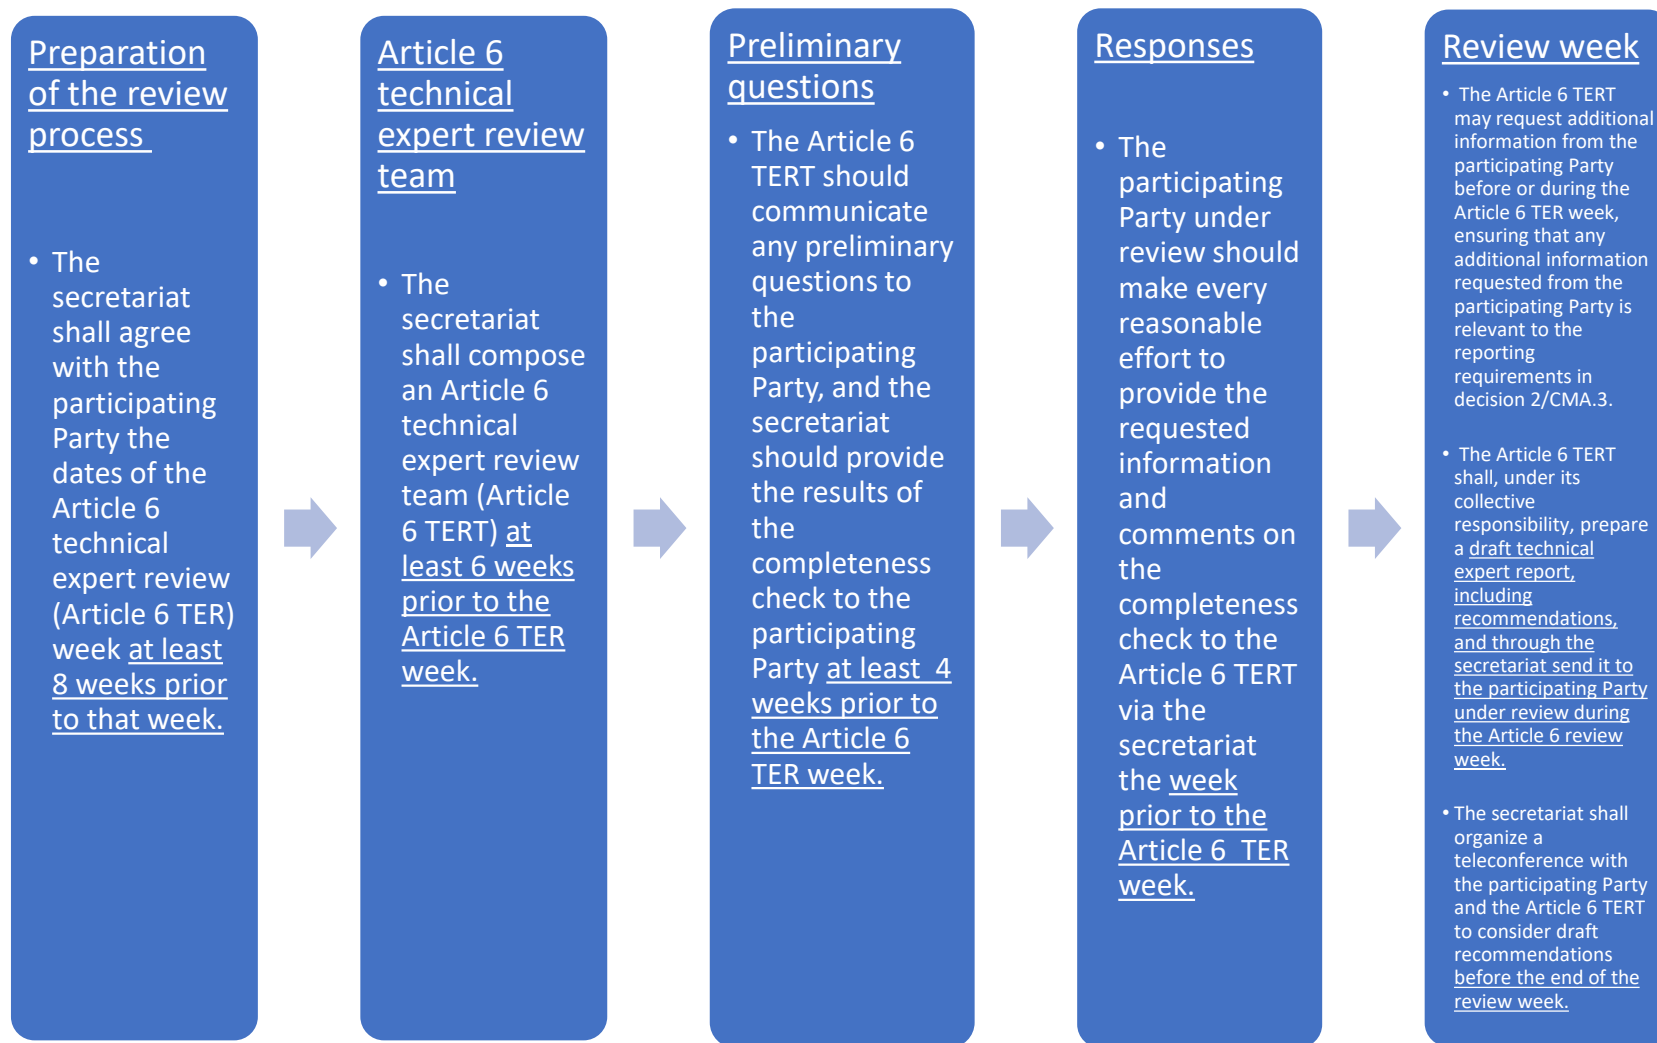 Preparation
of the review
process
• The
secretariat
shall agree
with the
participating
Party the
dates of the
Article 6
technical
expert review
(Article 6 TER)
week at least
8 weeks prior
to that week.
Article 6
technical
expert review
team
• The
secretariat
shall compose
an Article 6
technical
expert review
team (Article
6 TERT) at
least 6 weeks
prior to the
Article 6 TER
week.
Preliminary
questions
• The Article 6
TERT should
communicate
any preliminary
questions to
the
participating
Party, and the
secretariat
should provide
the results of
the
completeness
check to the
participating
Party at least  4
weeks prior to
the Article 6
TER week.
Responses
• The
participating
Party under
review should
make every
reasonable
effort to
provide the
requested
information
and
comments on
the
completeness
check to the
Article 6 TERT
via the
secretariat
the week
prior to the
Article 6  TER
week.
Review week
• The Article 6 TERT
may request additional
information from the
participating Party
before or during the
Article 6 TER week,
ensuring that any
additional information
requested from the
participating Party is
relevant to the
reporting
requirements in
decision 2/CMA.3.
• The Article 6 TERT
shall, under its
collective
responsibility, prepare
a draft technical
expert report,
including
recommendations,
and through the
secretariat send it to
the participating Party
under review during
the Article 6 review
week.
• The secretariat shall
organize a
teleconference with
the participating Party
and the Article 6 TERT
to consider draft
recommendations
before the end of the
review week.